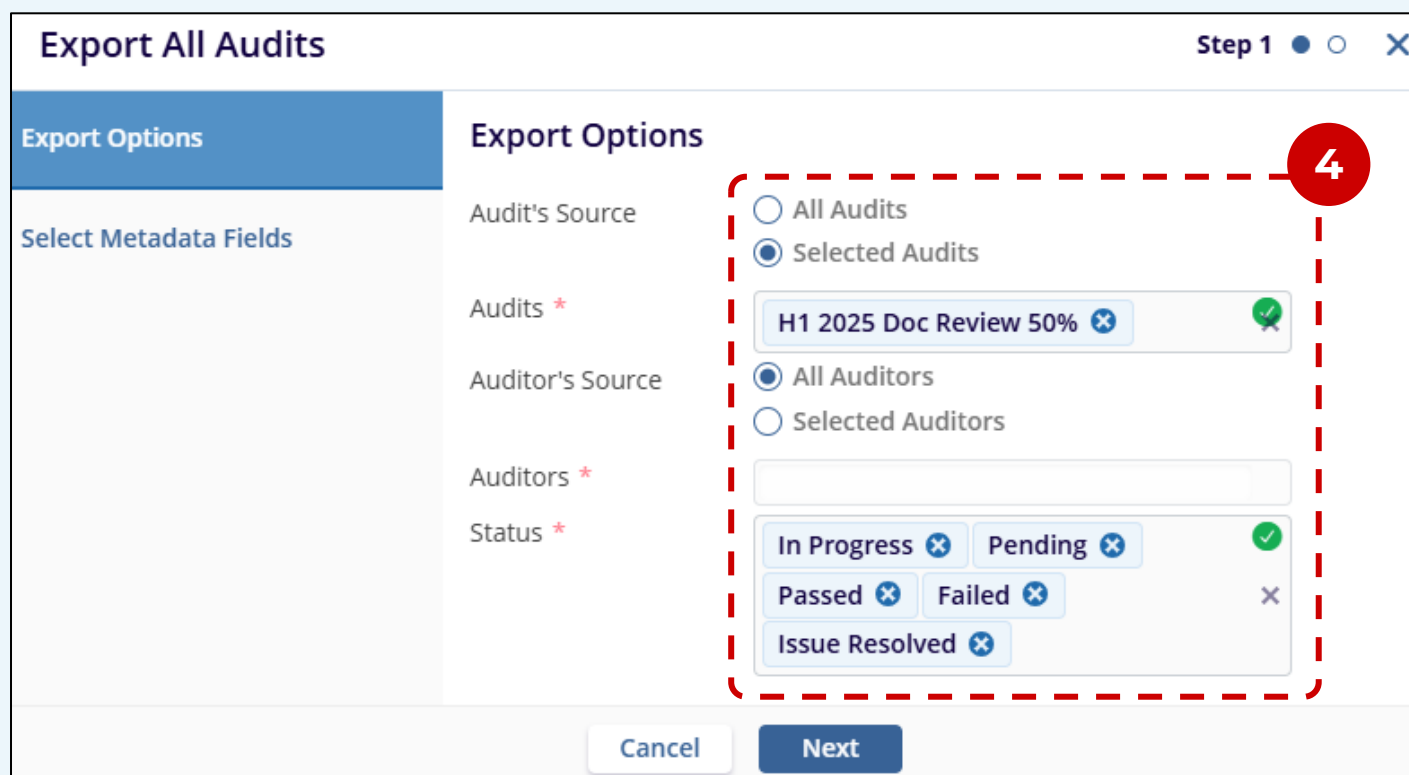 Export All Audits
Step 1
Export Options
Select Metadata Fields
Export Options
4
Audit's Source
All Audits
Selected Audits
Audits *
H1 2025 Doc Review 50%
Auditor's Source
All Auditors
Selected Auditors
Auditors *
Status *
In Progress Pending
Passed Failed
Issue Resolved
Cancel Next